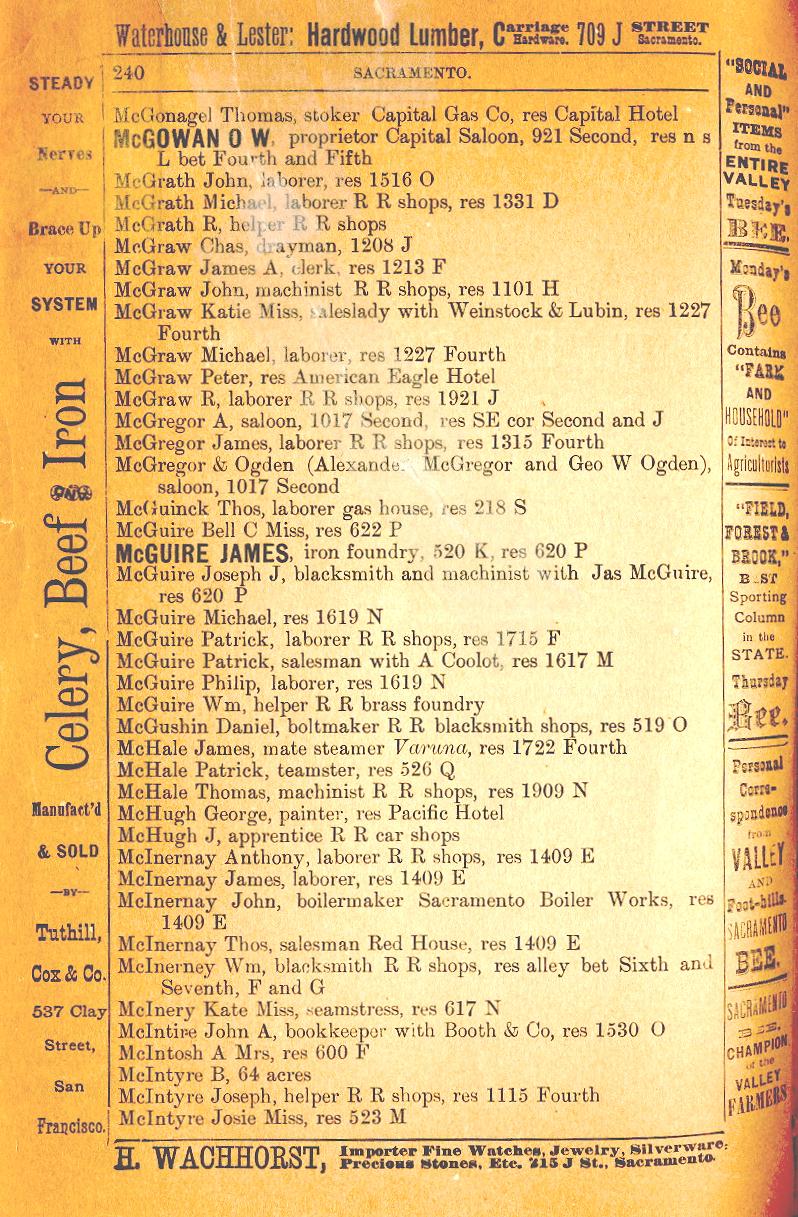 Waterhouse & Lester: Hardwood Lumber, Carriage Hardware. 709 J STREET Sacramento.
240 SACRAMENTO.
McGonagel Thomas, stoker Capital Gas Co, res Capital Hotel
McGOWAN O W, proprietor Capital Saloon, 921 Second, res n s
L bet Fourth and Fifth
McGrath John, laborer, res 1516 O
McGrath Michael, laborer R R shops, res 1331 D
McGrath R, helper R R shops
McGraw Chas, drayman, 1208 J
McGraw James A, clerk, res 1213 F
McGraw John, machinist R R shops, res 1101 H
McGraw Katie Miss, saleslady with Weinstock & Lubin, res 1227
Fourth
McGraw Michael, laborer, res 1227 Fourth
McGraw Peter, res American Eagle Hotel
McGraw R, laborer R R shops, res 1921 J
McGregor A, saloon, 1017 Second, res SE cor Second and J
McGregor James, laborer R R shops, res 1315 Fourth
McGregor & Ogden (Alexander McGregor and Geo W Ogden),
saloon, 1017 Second
McGuinck Thos, laborer gas house, res 218 S
McGuire Bell C Miss, res 622 P
McGUIRE JAMES, iron foundry, 520 K, res 620 P
McGuire Joseph J, blacksmith and machinist with Jas McGuire,
res 620 P
McGuire Michael, res 1619 N
McGuire Patrick, laborer R R shops, res 1715 F
McGuire Patrick, salesman with A Coolot, res 1617 M
McGuire Philip, laborer, res 1619 N
McGuire Wm, helper R R brass foundry
McGushin Daniel, boltmaker R R blacksmith shops, res 519 O
McHale James, mate steamer Varuna, res 1722 Fourth
McHale Patrick, teamster, res 526 Q
McHale Thomas, machinist R R shops, res 1909 N
McHugh George, painter, res Pacific Hotel
McHugh J, apprentice R R car shops
McInernay Anthony, laborer R R shops, res 1409 E
McInernay James, laborer, res 1409 E
McInernay John, boilermaker Sacramento Boiler Works, res
1409 E
McInernay Thos, salesman Red House, res 1409 E
McInerney Wm, blacksmith R R shops, res alley bet Sixth and
Seventh, F and G
McInery Kate Miss, seamstress, res 617 N
McIntire John A, bookkeeper with Booth & Co, res 1530 O
McIntosh A Mrs, res 600 F
McIntyre B, 64 acres
McIntyre Joseph, helper R R shops, res 1115 Fourth
McIntyre Josie Miss, res 523 M
STEADY
YOUR
Nerves
—AND—
Brace Up
YOUR
SYSTEM
WITH
Celery, Beef AND Iron
Manufact'd
& SOLD
—BY—
Tuthill,
Cox & Co.
537 Clay
Street,
San
Francisco.
"SOCIAL
AND
Personal"
ITEMS
from the
ENTIRE
VALLEY
Tuesday's
BEE.
Monday's
Bee
Contains
"FARM
AND
HOUSEHOLD"
Of Interest to
Agriculturists
"FIELD,
FOREST &
BROOK,"
BEST
Sporting
Column
in the
STATE.
Thursday
Bee.
Personal
Corre-
spondence
from
VALLEY
AND
Foot-hills.
SACRAMENTO
BEE.
SACRAMENTO
BEE,
CHAMPION
of the
VALLEY
FARMERS
H. WACHHORST, Importer Fine Watches, Jewelry, Silverware,
Precious Stones, Etc. 315 J St., Sacramento.